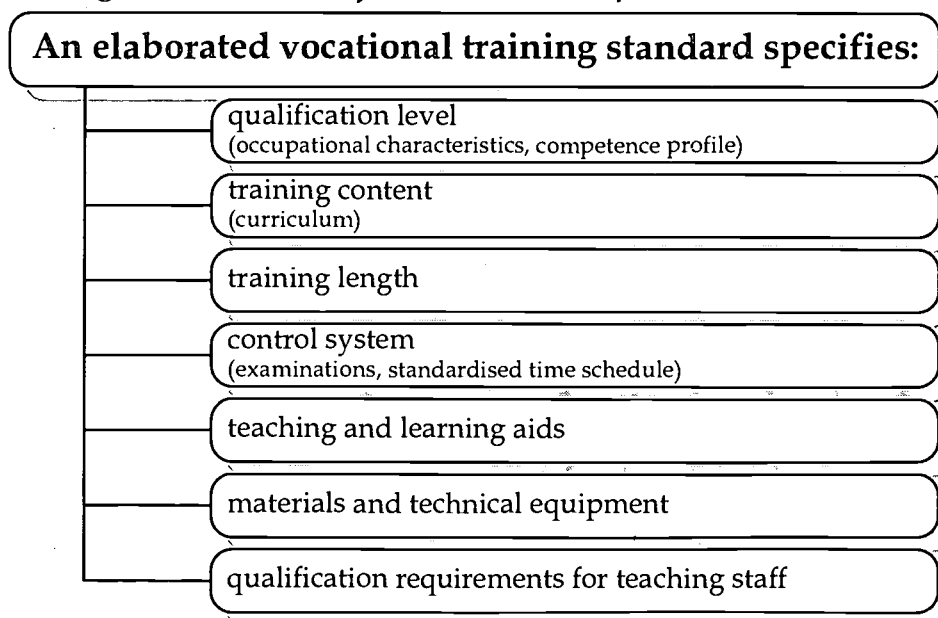 An elaborated vocational training standard specifies:
qualification level
(occupational characteristics, competence profile)
training content
(curriculum)
training length
control system
(examinations, standardised time schedule)
teaching and learning aids
materials and technical equipment
qualification requirements for teaching staff